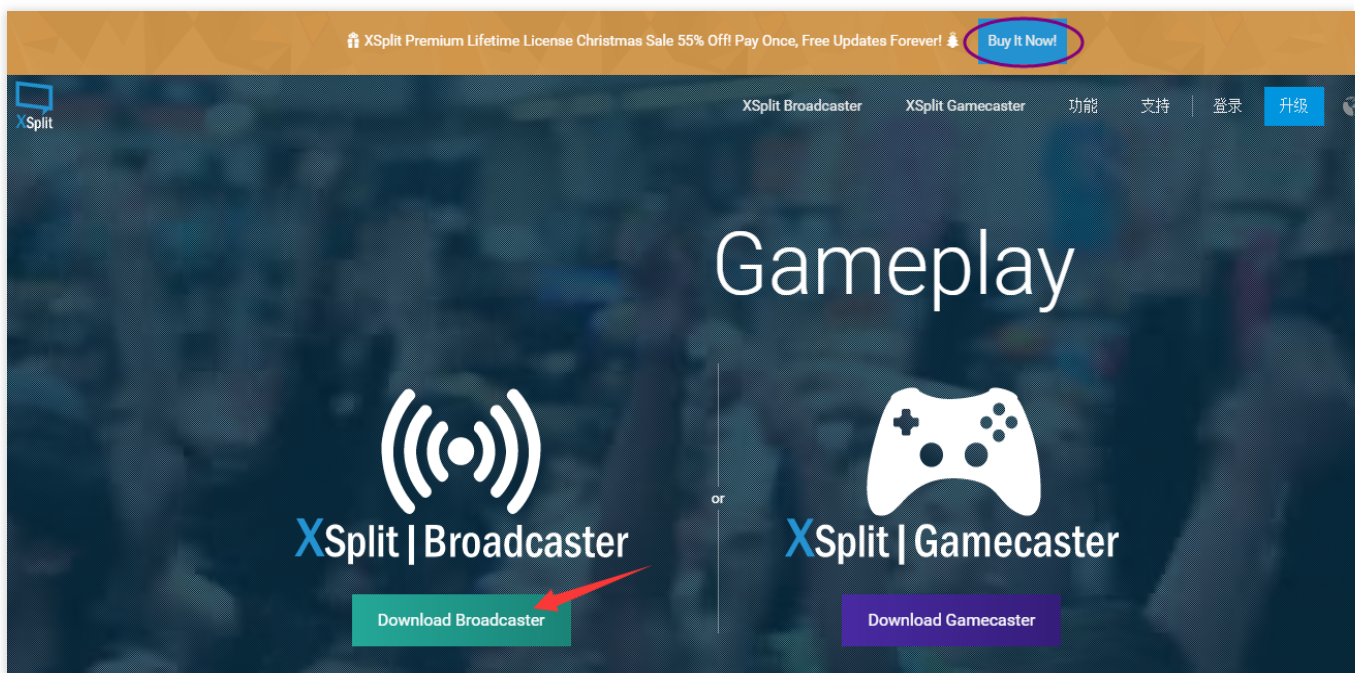 XSplit Premium Lifetime License Christmas Sale 55% Off! Pay Once, Free Updates Forever! Buy It Now!
XSplit
XSplit Broadcaster XSplit Gamecaster 功能 支持 登录 升级
Gameplay
or
XSplit | Broadcaster
XSplit | Gamecaster
Download Broadcaster
Download Gamecaster